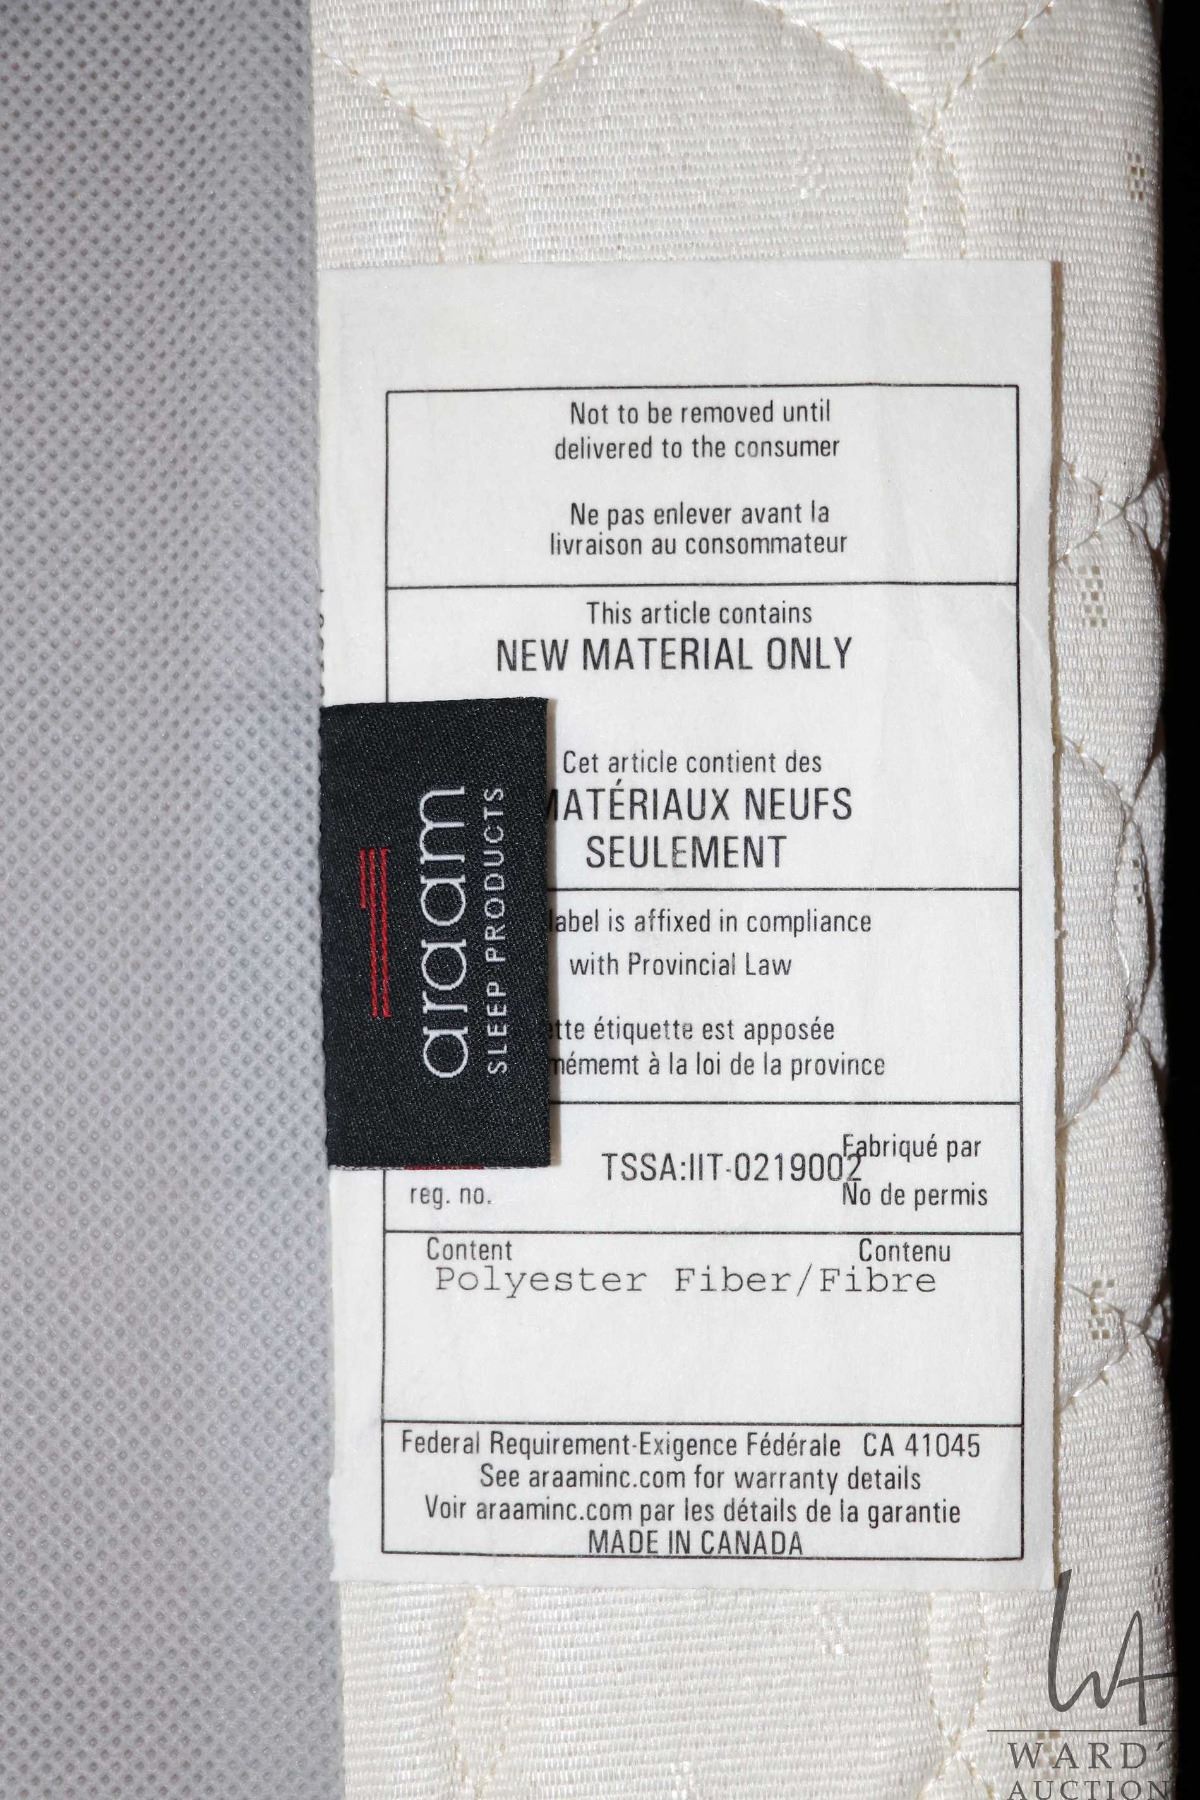 Not to be removed until
delivered to the consumer
Ne pas enlever avant la
livraison au consommateur
This article contains
NEW MATERIAL ONLY
Cet article contient des
MATÉRIAUX NEUFS
SEULEMENT
label is affixed in compliance
with Provincial Law
étiquette est apposée
à la loi de la province
Fabriqué par
TSSA:IIT-0219002
reg. no.
No de permis
Content Contenu
Polyester Fiber/Fibre
Federal Requirement-Exigence Fédérale CA 41045
See araaminc.com for warranty details
Voir araaminc.com par les détails de la garantie
MADE IN CANADA
araam
SLEEP PRODUCTS
WA
WARD'
AUCTION